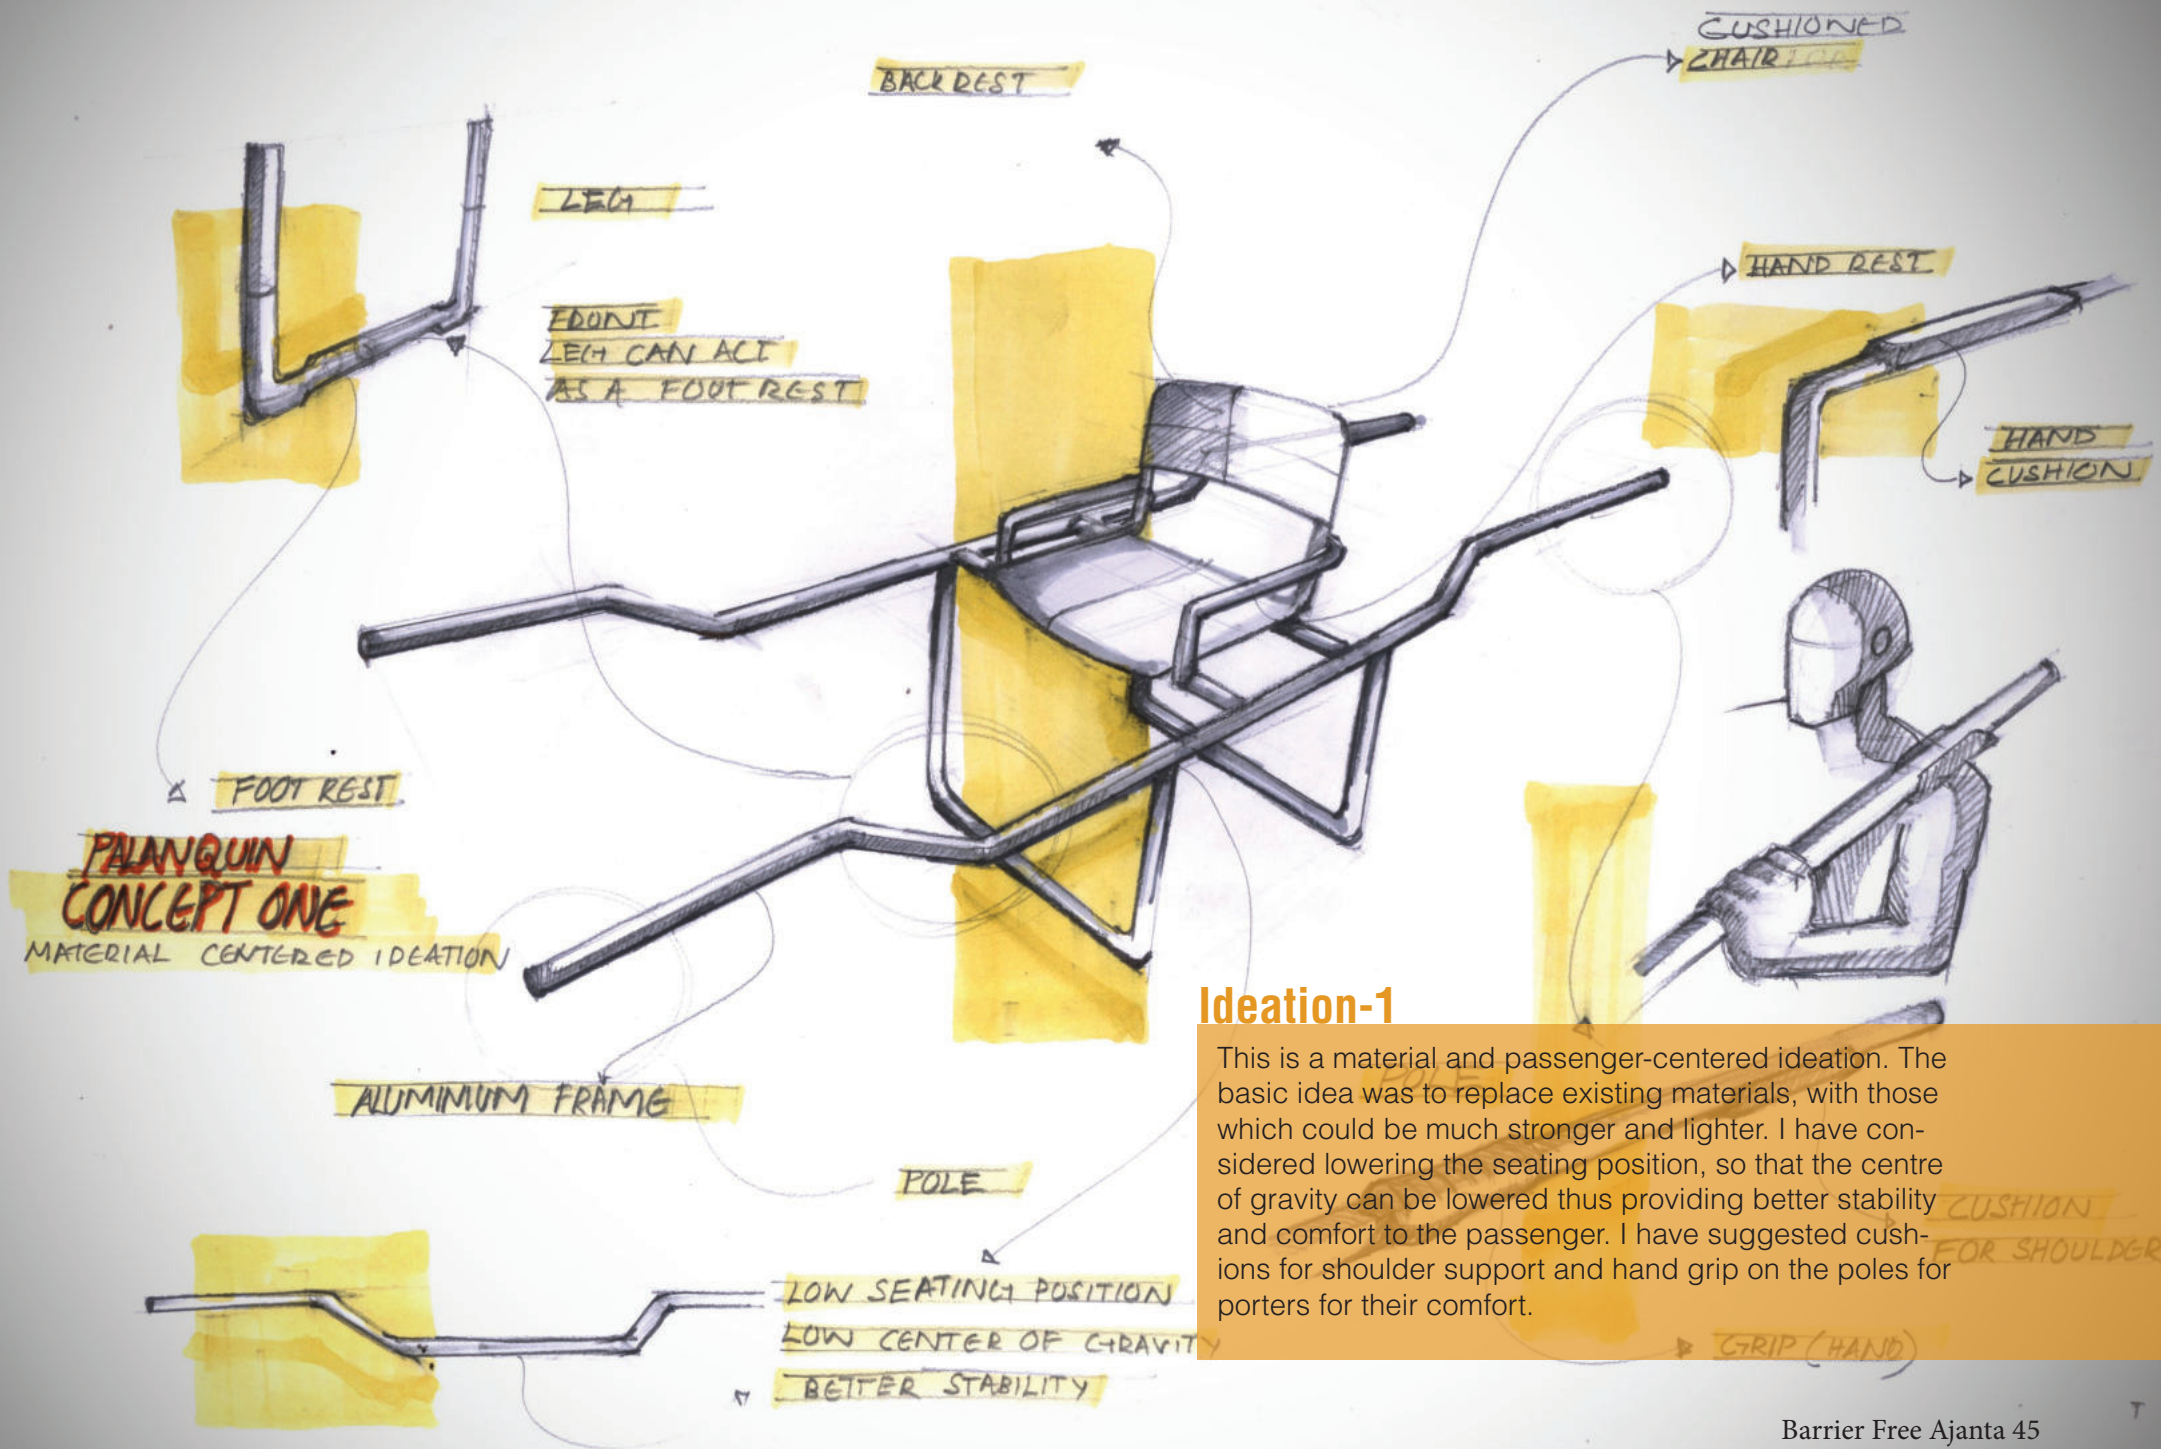 CUSHIONED
CHAIR
BACK REST
LEG
HAND REST
FRONT
LEG CAN ACT
AS A FOOT REST
HAND
CUSHION
FOOT REST
PALANQUIN
CONCEPT ONE
MATERIAL CENTERED IDEATION
ALUMINIUM FRAME
POLE
LOW SEATING POSITION
LOW CENTER OF GRAVITY
BETTER STABILITY
Ideation-1
This is a material and passenger-centered ideation. The
basic idea was to replace existing materials, with those
which could be much stronger and lighter. I have con-
sidered lowering the seating position, so that the centre
of gravity can be lowered thus providing better stability
and comfort to the passenger. I have suggested cush-
ions for shoulder support and hand grip on the poles for
porters for their comfort.
POLE
CUSHION
FOR SHOULDER
GRIP (HAND)
Barrier Free Ajanta 45